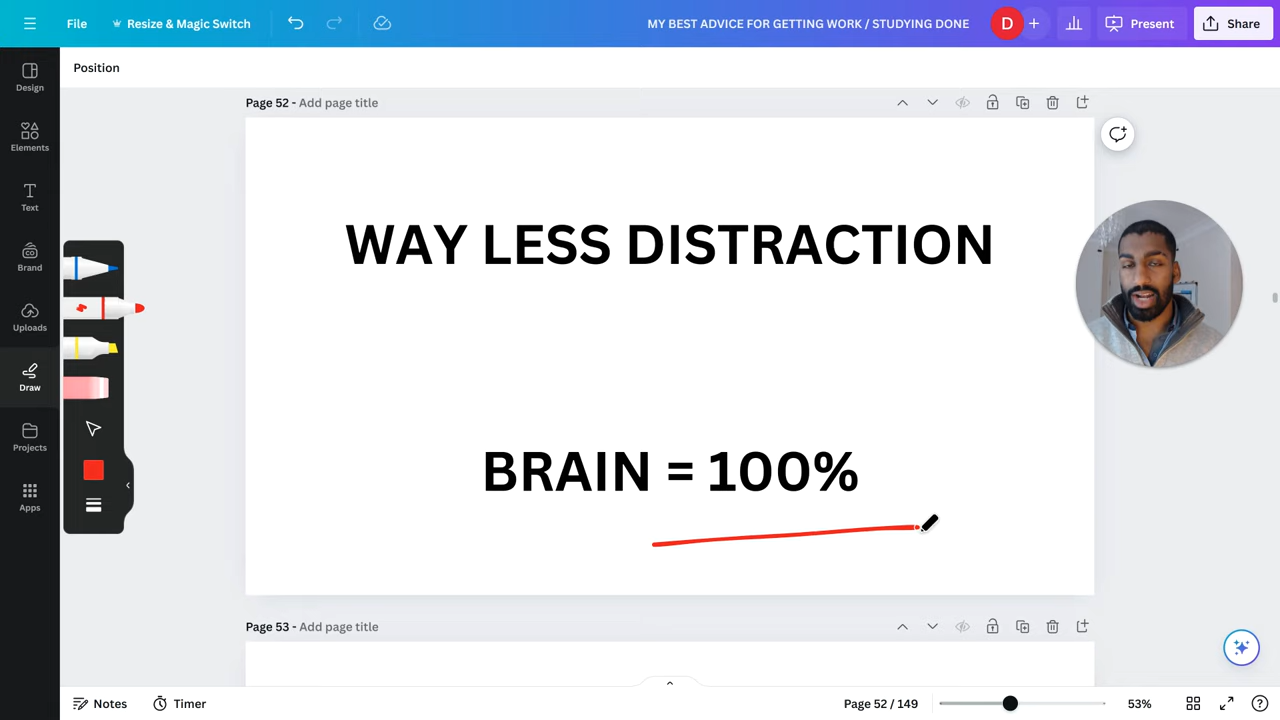 File
Resize & Magic Switch
MY BEST ADVICE FOR GETTING WORK / STUDYING DONE
D
Present
Share
Position
Design
Elements
Text
Brand
Uploads
Draw
Projects
Apps
Page 52 - Add page title
WAY LESS DISTRACTION
BRAIN = 100%
Page 53 - Add page title
Notes
Timer
Page 52 / 149
53%